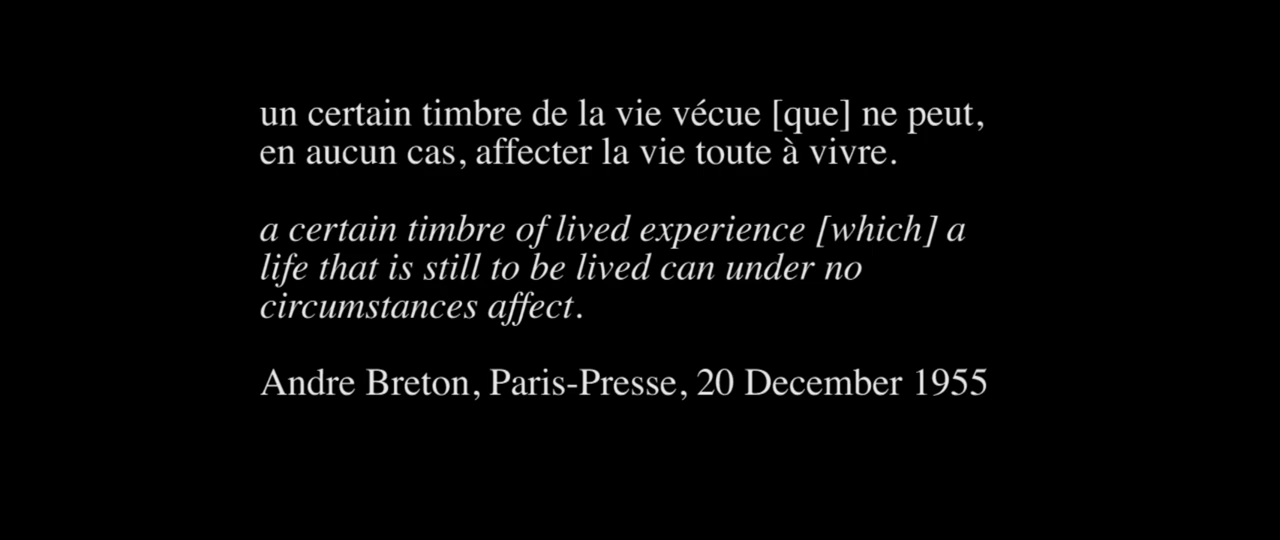 un certain timbre de la vie vécue [que] ne peut,
en aucun cas, affecter la vie toute à vivre.
a certain timbre of lived experience [which] a
life that is still to be lived can under no
circumstances affect.
Andre Breton, Paris-Presse, 20 December 1955